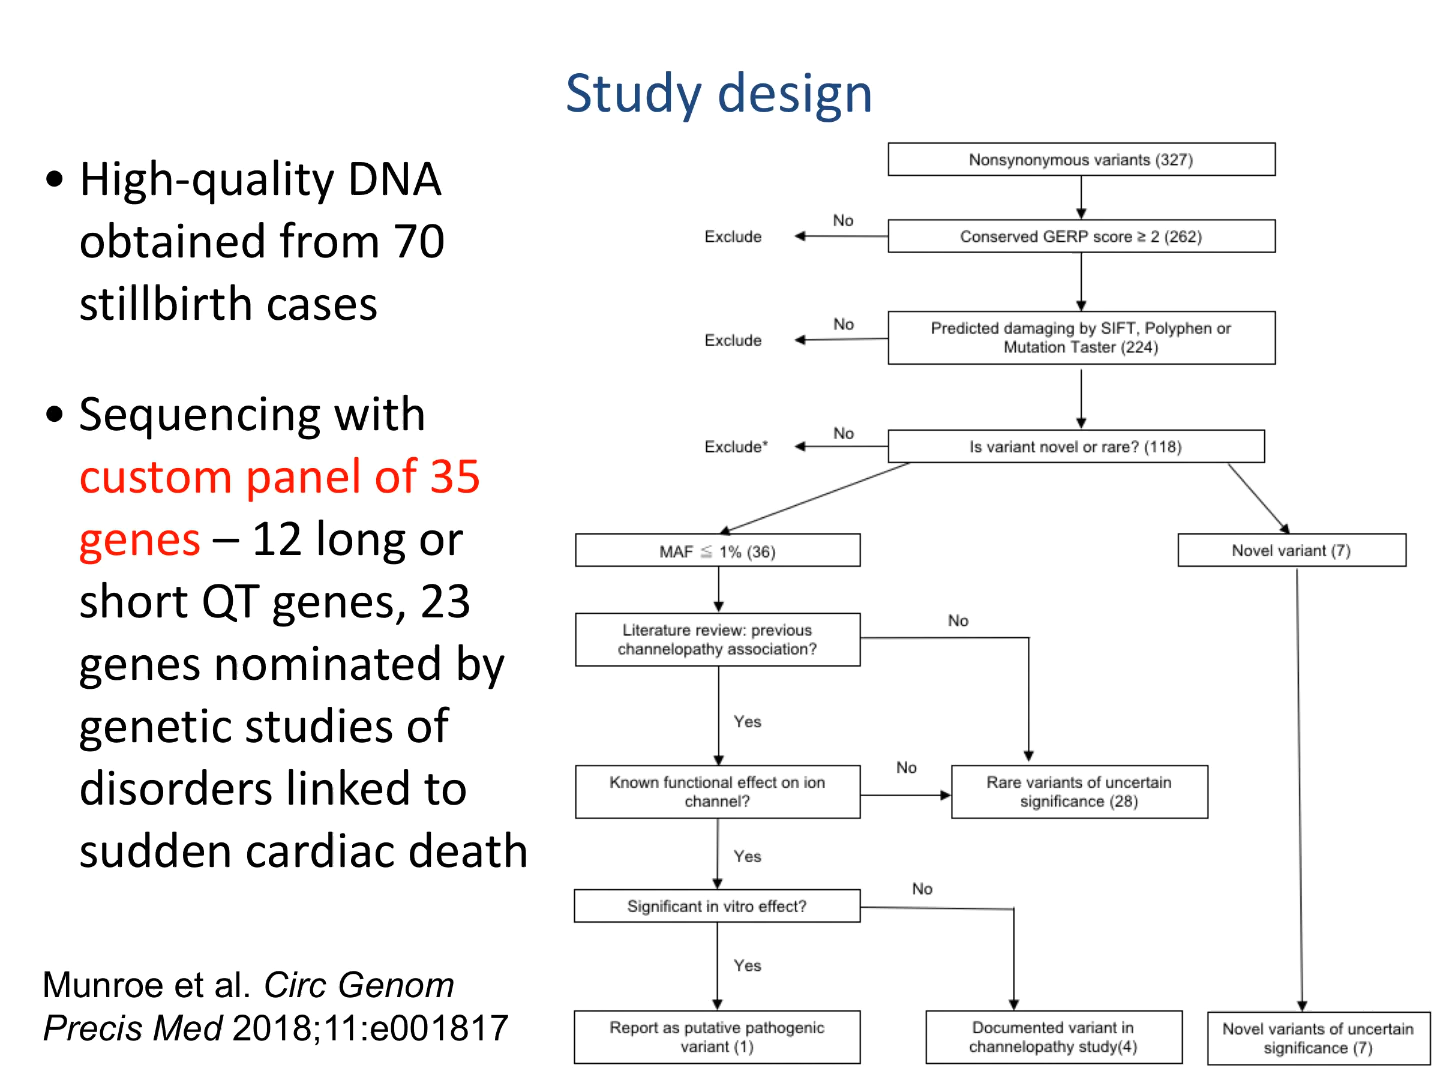 Study design
• High-quality DNA
obtained from 70
stillbirth cases
• Sequencing with
custom panel of 35
genes – 12 long or
short QT genes, 23
genes nominated by
genetic studies of
disorders linked to
sudden cardiac death
Munroe et al. Circ Genom
Precis Med 2018;11:e001817
Nonsynonymous variants (327)
No
Exclude
Conserved GERP score ≥ 2 (262)
No
Exclude
Predicted damaging by SIFT, Polyphen or
Mutation Taster (224)
No
Exclude*
Is variant novel or rare? (118)
MAF ≦ 1% (36)
Novel variant (7)
Literature review: previous
channelopathy association?
No
Yes
Known functional effect on ion
channel?
No
Rare variants of uncertain
significance (28)
Yes
Significant in vitro effect?
No
Yes
Report as putative pathogenic
variant (1)
Documented variant in
channelopathy study(4)
Novel variants of uncertain
significance (7)